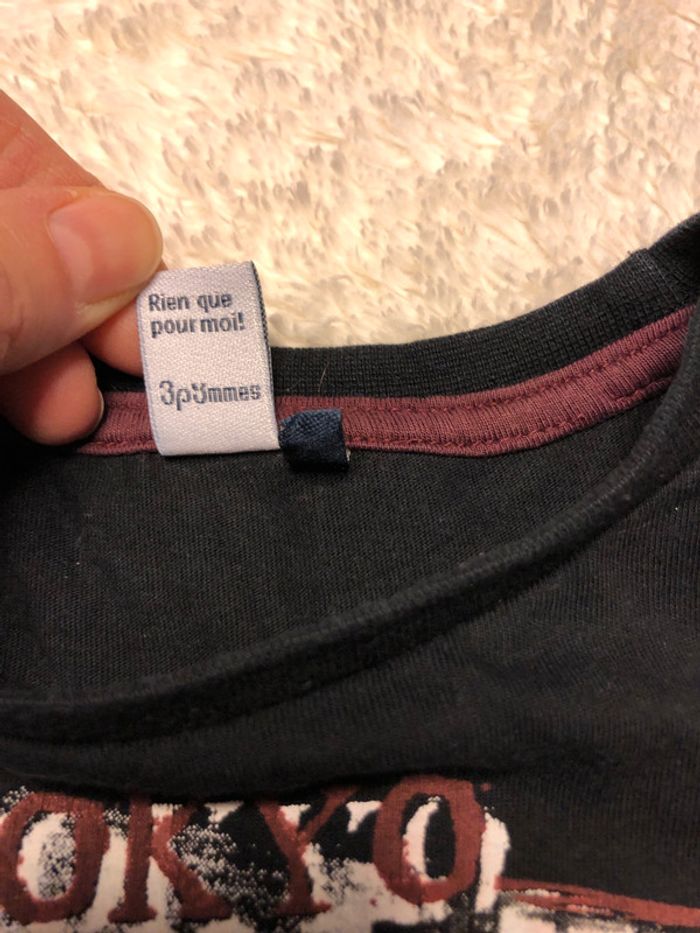 Rien que
pour moi!
3pommes
OKYO